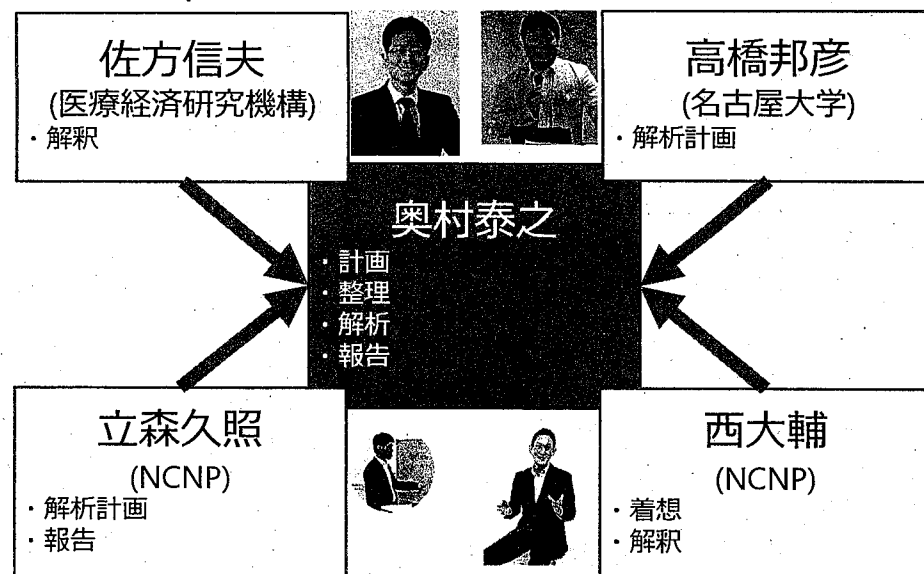 佐方信夫
(医療経済研究機構)
・解釈
高橋邦彦
(名古屋大学)
・解析計画
奥村泰之
・計画
・整理
・解析
・報告
立森久照
(NCNP)
・解析計画
・報告
西大輔
(NCNP)
・着想
・解釈